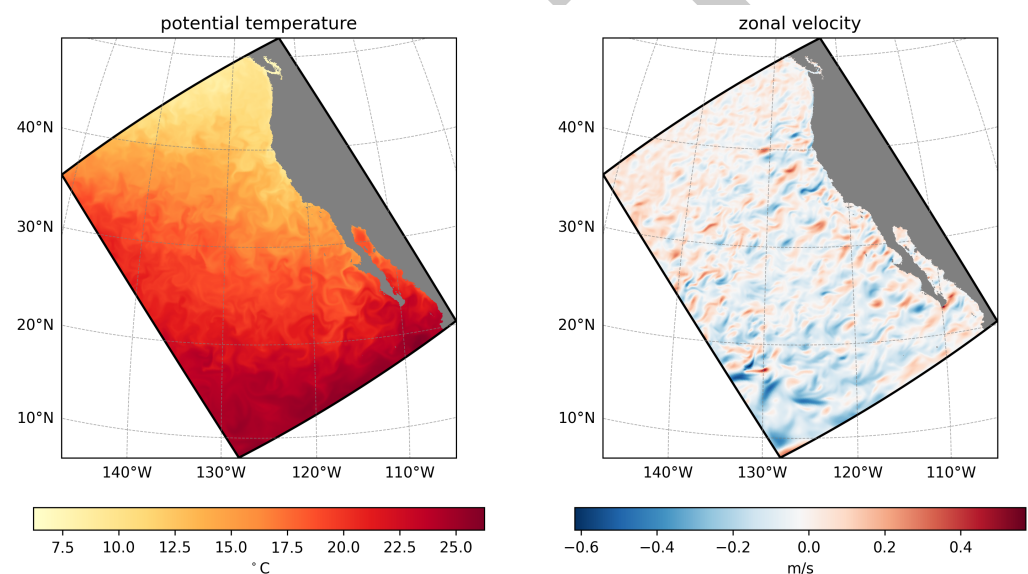 potential temperature
zonal velocity
40°N
30°N
20°N
10°N
140°W 130°W 120°W 110°W
40°N
30°N
20°N
10°N
140°W 130°W 120°W 110°W
7.5 10.0 12.5 15.0 17.5 20.0 22.5 25.0
°C
−0.6 −0.4 −0.2 0.0 0.2 0.4
m/s